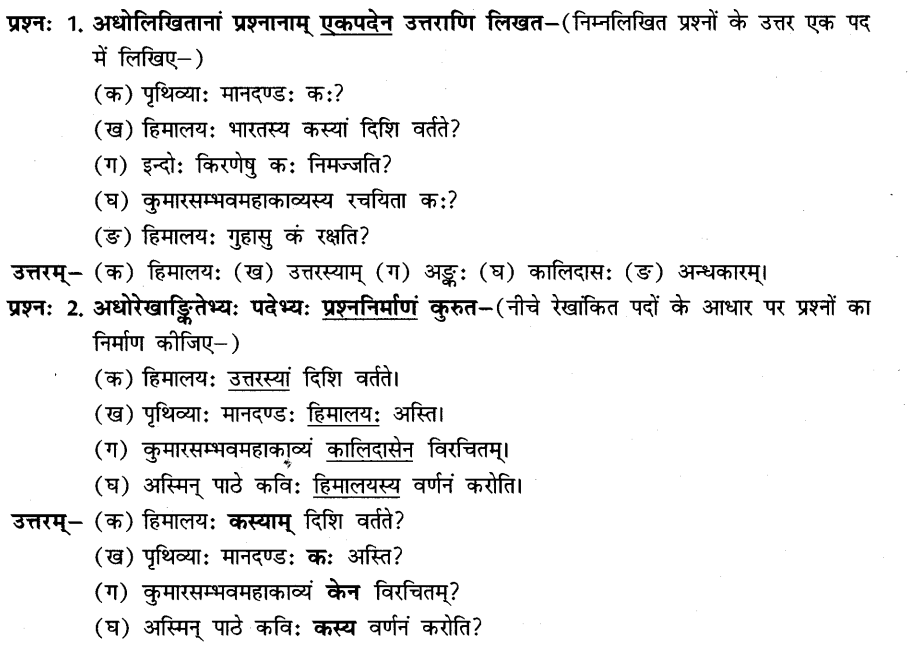 प्रश्नः 1. अधोलिखितानां प्रश्नानाम् एकपदेन उत्तराणि लिखत–(निम्नलिखित प्रश्नों के उत्तर एक पद
में लिखिए–)
(क) पृथिव्याः मानदण्डः कः?
(ख) हिमालयः भारतस्य कस्यां दिशि वर्तते?
(ग) इन्दोः किरणेषु कः निमज्जति?
(घ) कुमारसम्भवमहाकाव्यस्य रचयिता कः?
(ङ) हिमालयः गुहासु कं रक्षति?
उत्तरम्– (क) हिमालयः (ख) उत्तरस्याम् (ग) अङ्कः (घ) कालिदासः (ङ) अन्धकारम्।
प्रश्नः 2. अधोरेखाङ्कितेभ्यः पदेभ्यः प्रश्ननिर्माणं कुरुत–(नीचे रेखांकित पदों के आधार पर प्रश्नों का
निर्माण कीजिए–)
(क) हिमालयः उत्तरस्यां दिशि वर्तते।
(ख) पृथिव्याः मानदण्डः हिमालयः अस्ति।
(ग) कुमारसम्भवमहाकाव्यं कालिदासेन विरचितम्।
(घ) अस्मिन् पाठे कविः हिमालयस्य वर्णनं करोति।
उत्तरम्– (क) हिमालयः कस्याम् दिशि वर्तते?
(ख) पृथिव्याः मानदण्डः कः अस्ति?
(ग) कुमारसम्भवमहाकाव्यं केन विरचितम्?
(घ) अस्मिन् पाठे कविः कस्य वर्णनं करोति?